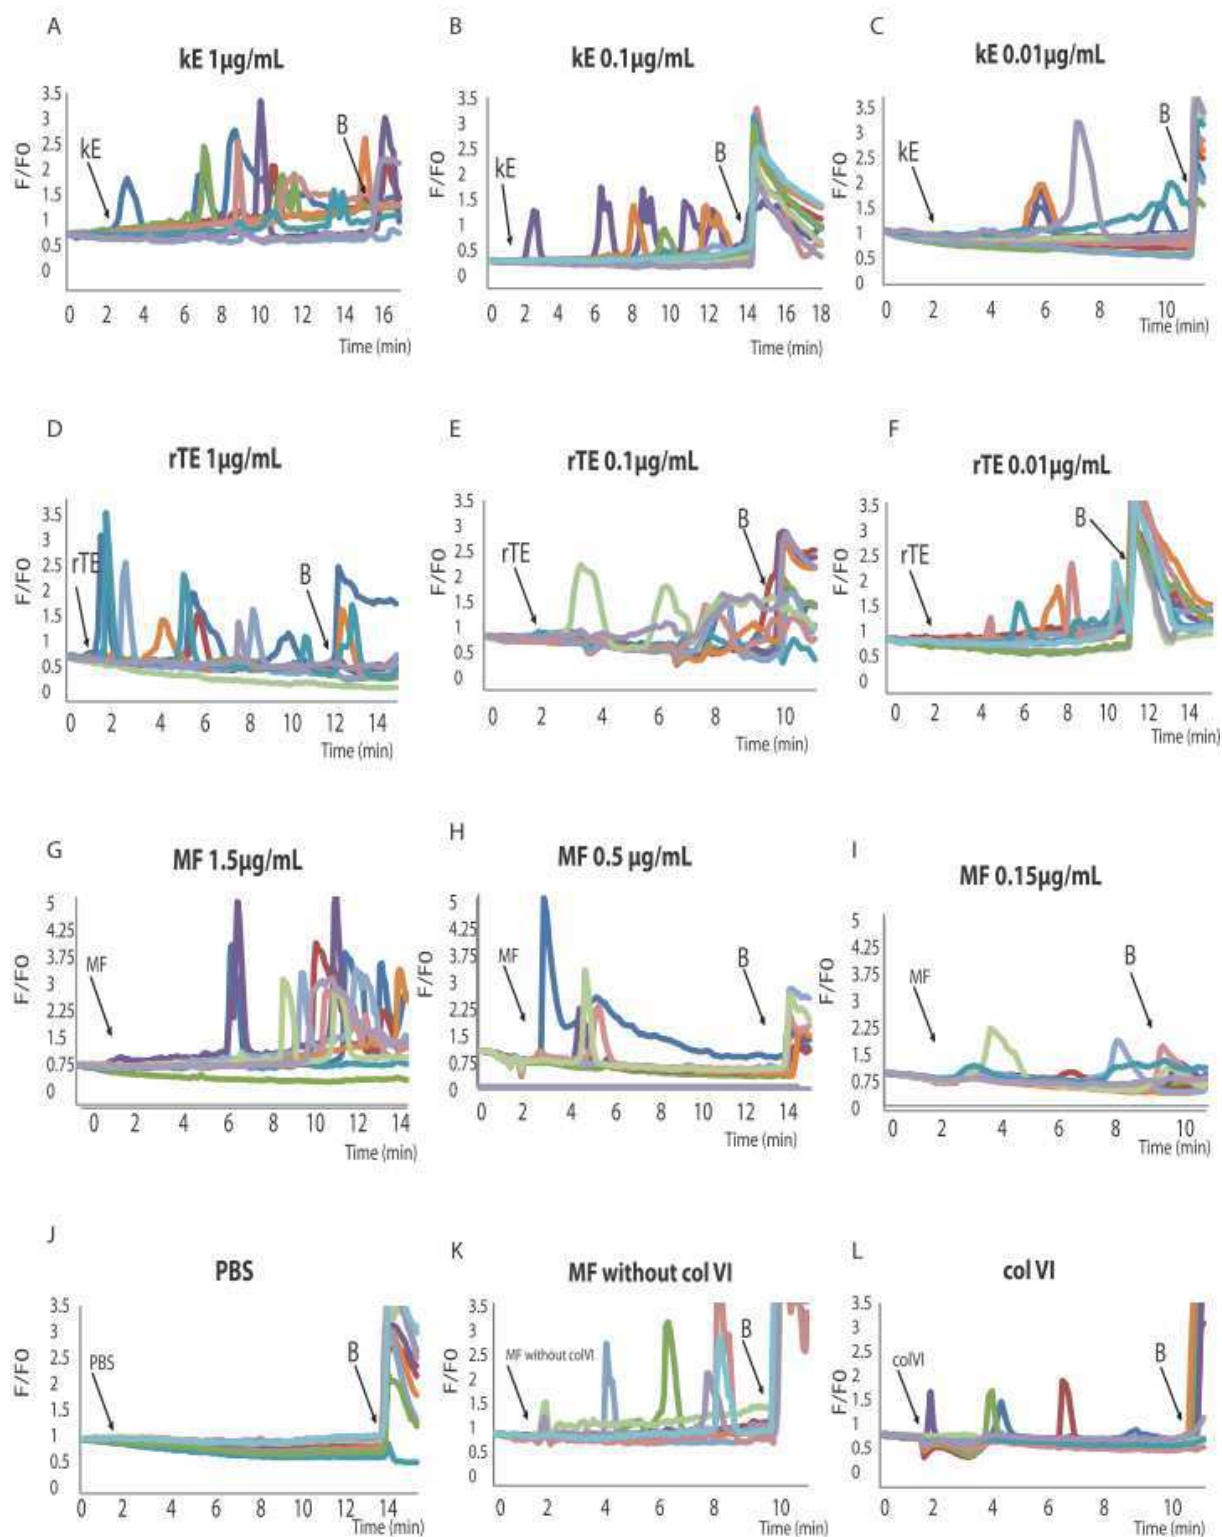 A
kE 1µg/mL
3.5
3
2.5
2
1.5
1
0.5
0
F/FO
kE
B
0 2 4 6 8 10 12 14 16
Time (min)
B
kE 0.1µg/mL
3.5
3
2.5
2
1.5
1
0.5
0
F/FO
kE
B
0 2 4 6 8 10 12 14 16 18
Time (min)
C
kE 0.01µg/mL
3.5
3
2.5
2
1.5
1
0.5
0
F/FO
kE
B
0 2 4 6 8 10
Time (min)
D
rTE 1µg/mL
3.5
3
2.5
2
1.5
1
0.5
0
F/FO
rTE
B
0 2 4 6 8 10 12 14
Time (min)
E
rTE 0.1µg/mL
3.5
3
2.5
2
1.5
1
0.5
0
F/FO
rTE
B
0 2 4 6 8 10
Time (min)
F
rTE 0.01µg/mL
3.5
3
2.5
2
1.5
1
0.5
0
F/FO
rTE
B
0 2 4 6 8 10 12 14
Time (min)
G
MF 1.5µg/mL
5
4.25
3.75
3
2.25
1.5
0.75
0
F/FO
MF
0 2 4 6 8 10 12 14
Time (min)
H
MF 0.5 µg/mL
5
4.25
3.75
3
2.25
1.5
0.75
0
F/FO
MF
B
0 2 4 6 8 10 12 14
Time (min)
I
MF 0.15µg/mL
5
4.25
3.75
3
2.25
1.5
0.75
0
F/FO
MF
B
0 2 4 6 8 10
Time (min)
J
PBS
3.5
3
2.5
2
1.5
1
0.5
0
F/FO
PBS
B
0 2 4 6 8 10 12 14
Time (min)
K
MF without col VI
3.5
3
2.5
2
1.5
1
0.5
0
F/FO
MF without colVI
B
0 2 4 6 8 10
Time (min)
L
col VI
3.5
3
2.5
2
1.5
1
0.5
0
F/FO
colVI
B
0 2 4 6 8 10
Time (min)